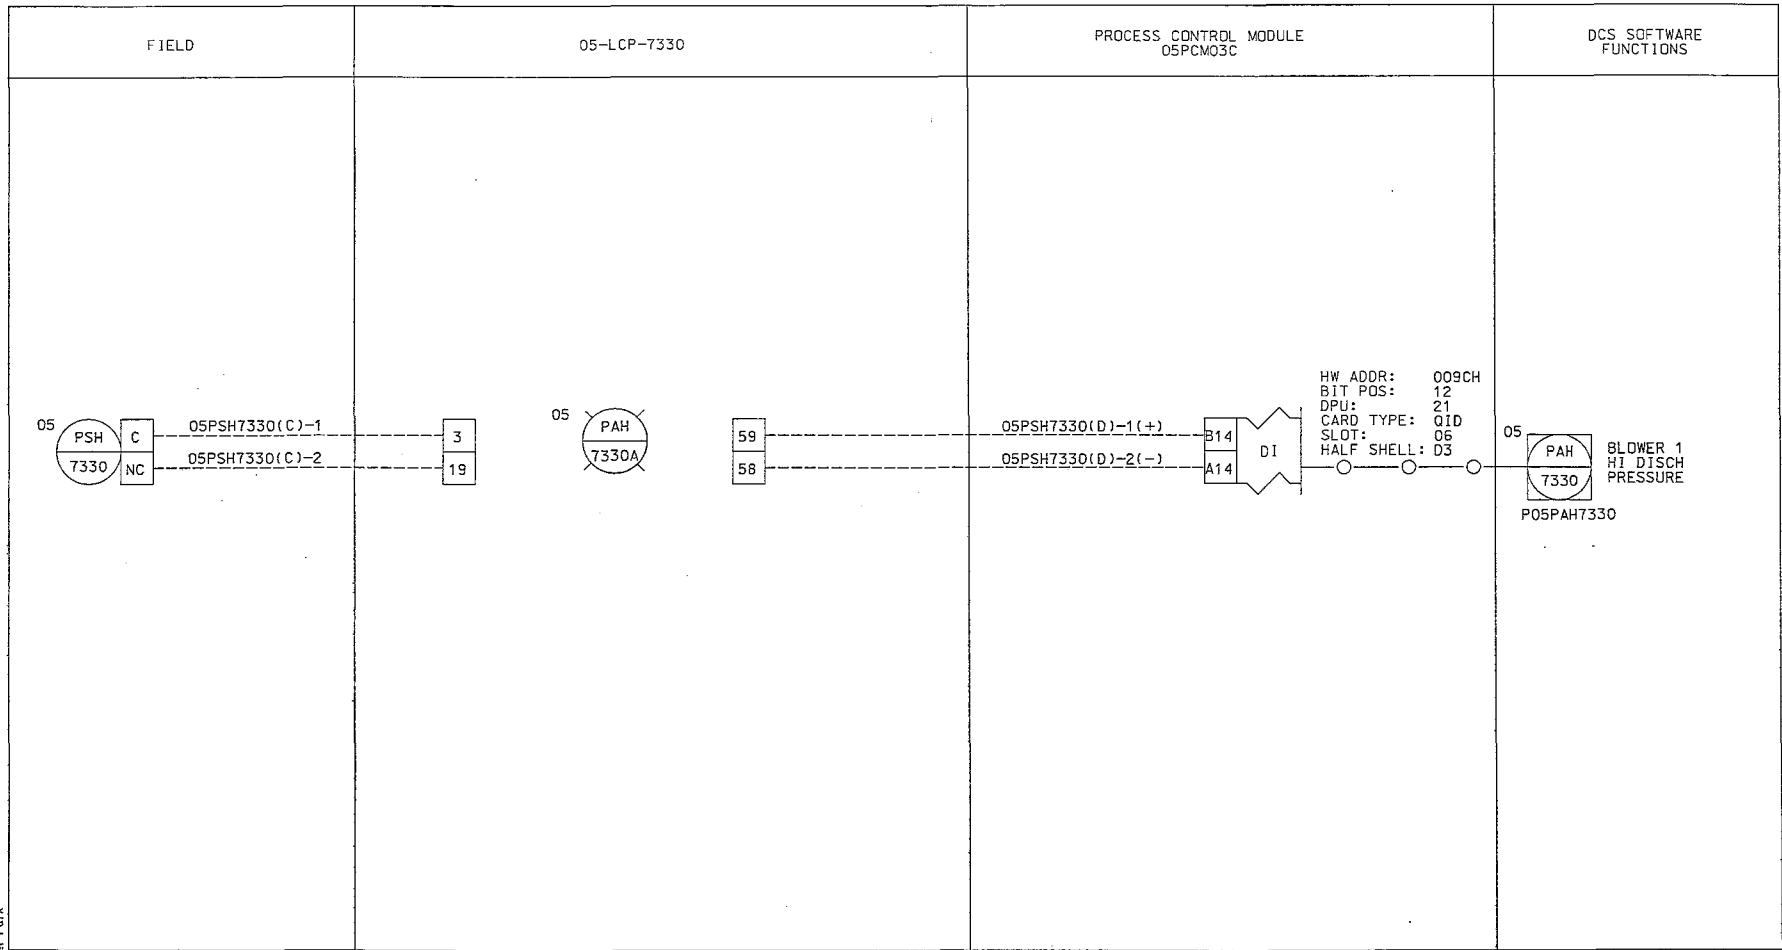 FIELD
05-LCP-7330
PROCESS CONTROL MODULE
05PCM03C
DCS SOFTWARE
FUNCTIONS
05
PSH
7330
C
NC
05PSH7330(C)-1
05PSH7330(C)-2
3
19
05
PAH
7330A
59
58
05PSH7330(D)-1(+)
05PSH7330(D)-2(-)
B14
A14
DI
HW ADDR: 009CH
BIT POS: 12
DPU: 21
CARD TYPE: QID
SLOT: 06
HALF SHELL: D3
05
PAH
7330
P05PAH7330
BLOWER 1
HI DISCH
PRESSURE